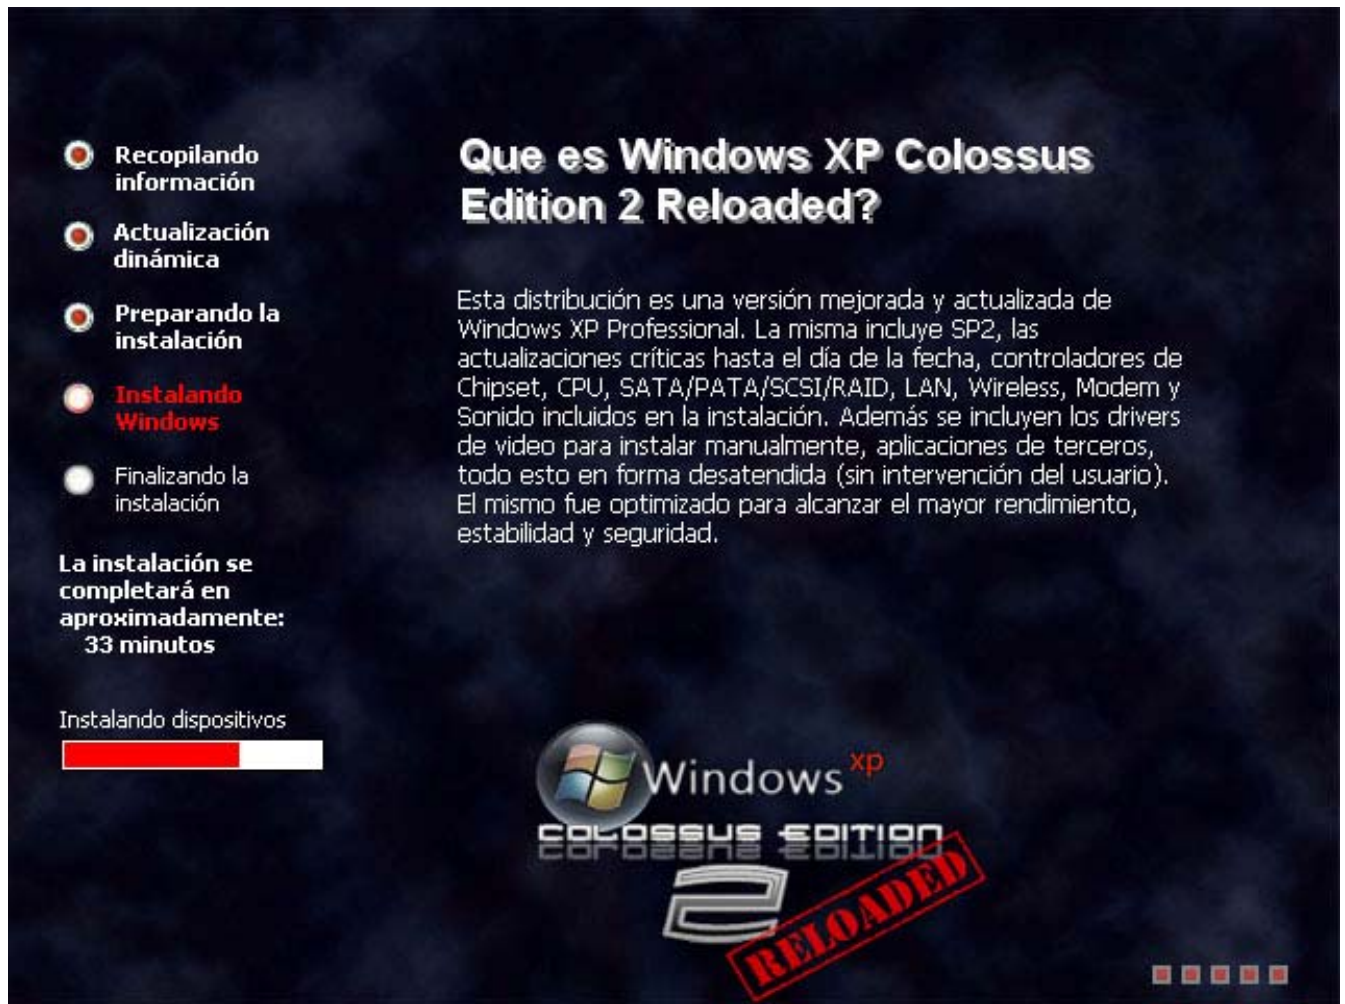 Recopilando
información
Actualización
dinámica
Preparando la
instalación
Instalando
Windows
Finalizando la
instalación
La instalación se
completará en
aproximadamente:
33 minutos
Instalando dispositivos
Que es Windows XP Colossus
Edition 2 Reloaded?
Esta distribución es una versión mejorada y actualizada de
Windows XP Professional. La misma incluye SP2, las
actualizaciones críticas hasta el día de la fecha, controladores de
Chipset, CPU, SATA/PATA/SCSI/RAID, LAN, Wireless, Modem y
Sonido incluidos en la instalación. Además se incluyen los drivers
de video para instalar manualmente, aplicaciones de terceros,
todo esto en forma desatendida (sin intervención del usuario).
El mismo fue optimizado para alcanzar el mayor rendimiento,
estabilidad y seguridad.
Windows xp
COLOSSUS EDITION
2
RELOADED